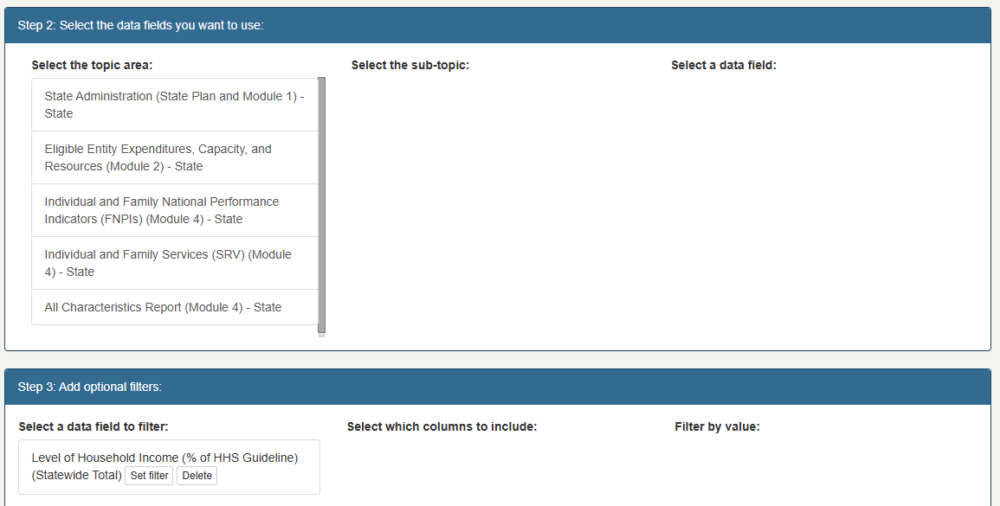 Step 2: Select the data fields you want to use:
Select the topic area:
Select the sub-topic:
Select a data field:
State Administration (State Plan and Module 1) -
State
Eligible Entity Expenditures, Capacity, and
Resources (Module 2) - State
Individual and Family National Performance
Indicators (FNPIs) (Module 4) - State
Individual and Family Services (SRV) (Module
4) - State
All Characteristics Report (Module 4) - State
Step 3: Add optional filters:
Select a data field to filter:
Select which columns to include:
Filter by value:
Level of Household Income (% of HHS Guideline)
(Statewide Total) Set filter Delete